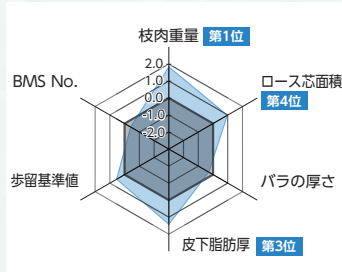 枝肉重量 第1位
2.0
1.0
0.0
-1.0
-2.0
BMS No.
ロース芯面積
第4位
歩留基準値
バラの厚さ
皮下脂肪厚 第3位